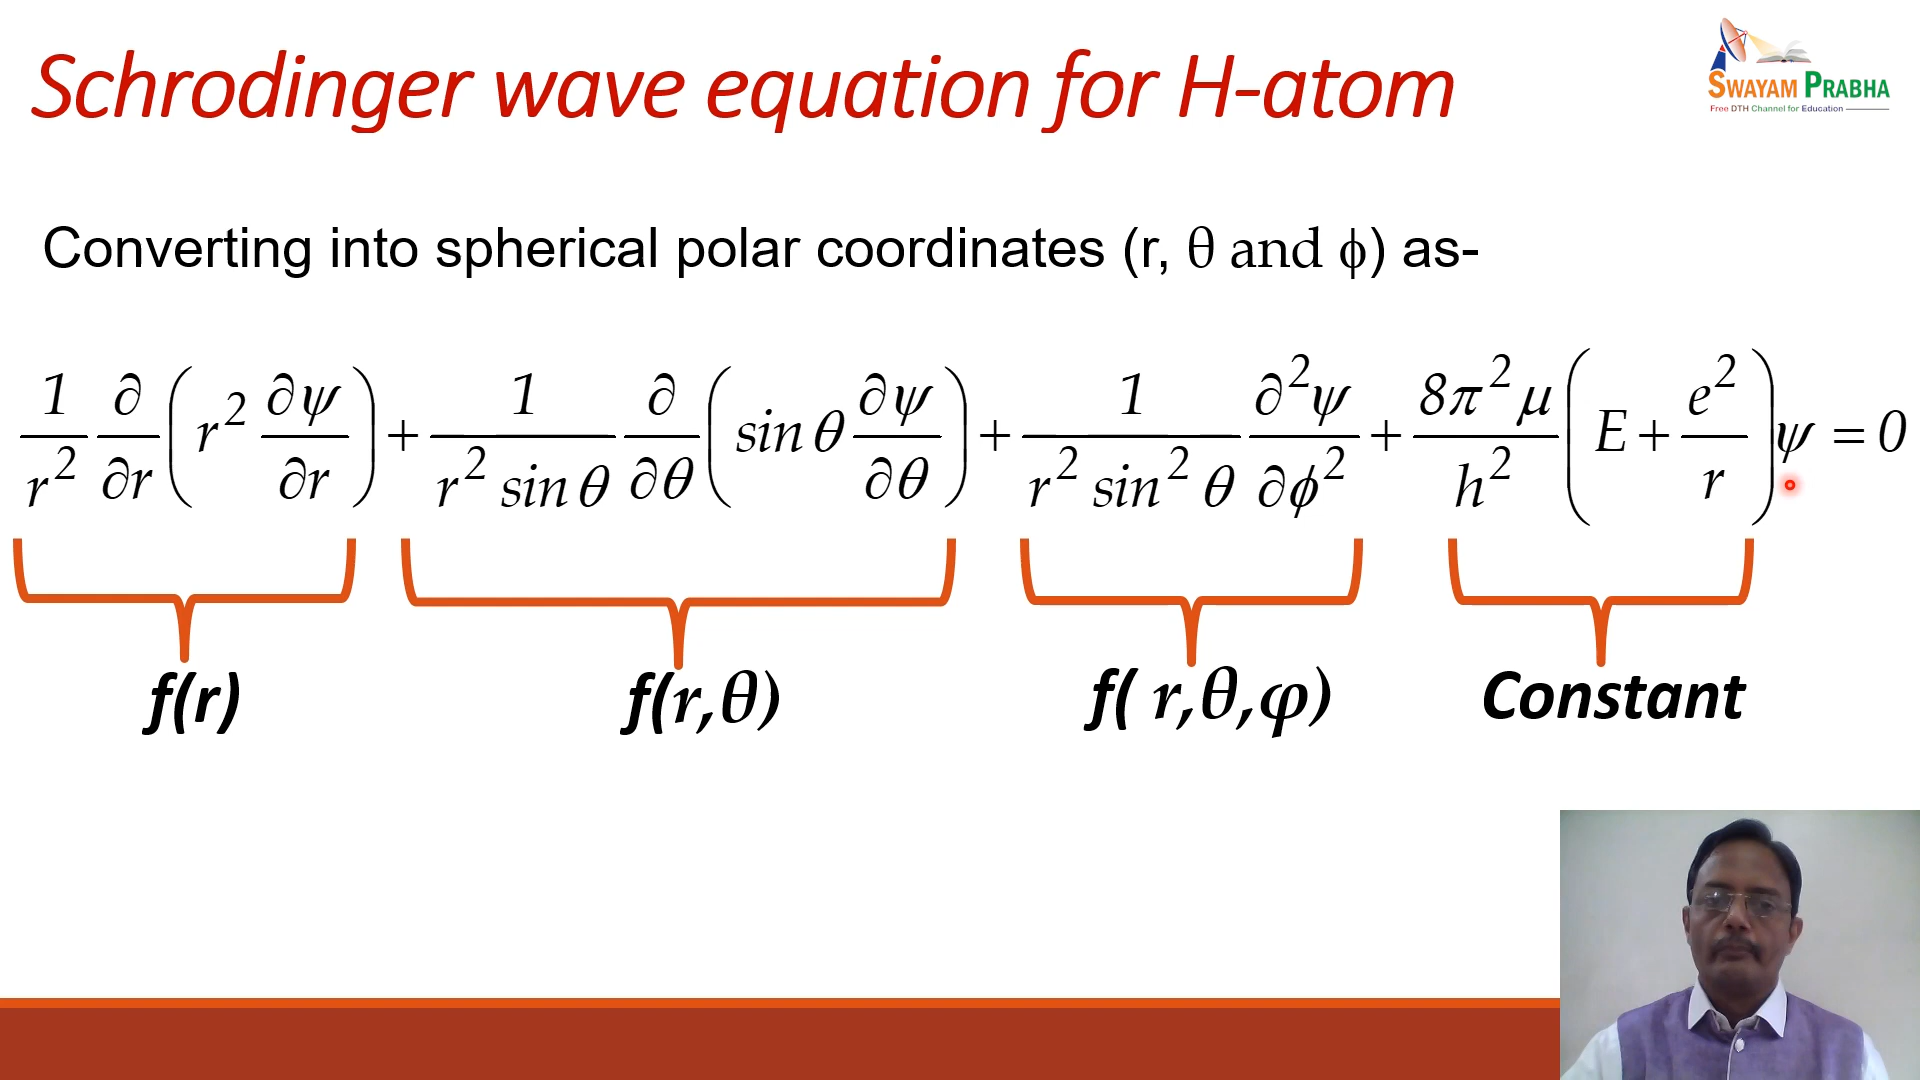 Schrodinger wave equation for H-atom
SWAYAM PRABHA
Free DTH Channel for Education
Converting into spherical polar coordinates (r, θ and ϕ) as-
1/r² ∂/∂r (r² ∂ψ/∂r) + 1/(r² sin θ) ∂/∂θ (sin θ ∂ψ/∂θ) + 1/(r² sin² θ) ∂²ψ/∂ϕ² + 8π²μ/h² (E + e²/r) ψ = 0
f(r) f(r,θ) f( r,θ,φ) Constant